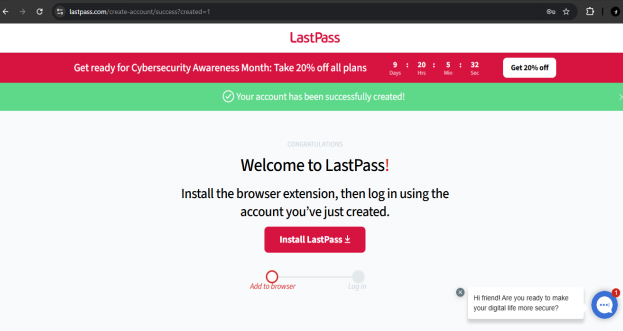 lastpass.com/create-account/success?created=1
LastPass
Get ready for Cybersecurity Awareness Month: Take 20% off all plans
9 : 20 : 5 : 32
Days Hrs Min Sec
Get 20% off
Your account has been successfully created!
CONGRATULATIONS
Welcome to LastPass!
Install the browser extension, then log in using the
account you’ve just created.
Install LastPass
Add to browser
Log in
Hi friend! Are you ready to make
your digital life more secure?
1